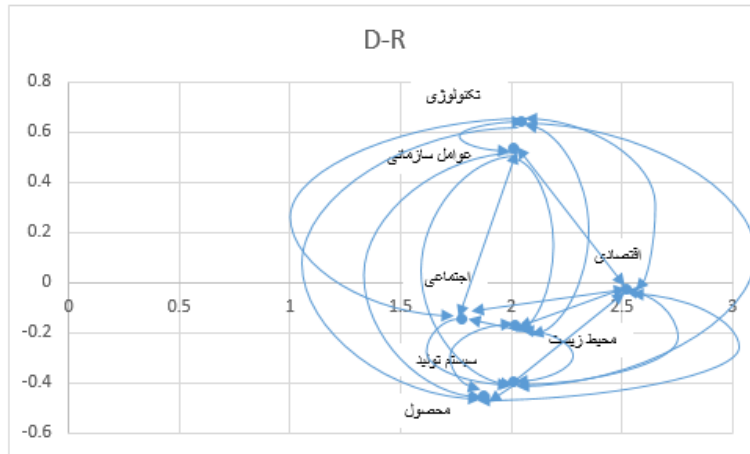 D-R
0.8
تکنولوژی
0.6
عوامل سازمانی
0.4
0.2
اقتصادی
اجتماعی
0
0
0.5
1
1.5
2
2.5
3
-0.2
محیط زیست
سیستم تولید
-0.4
محصول
-0.6